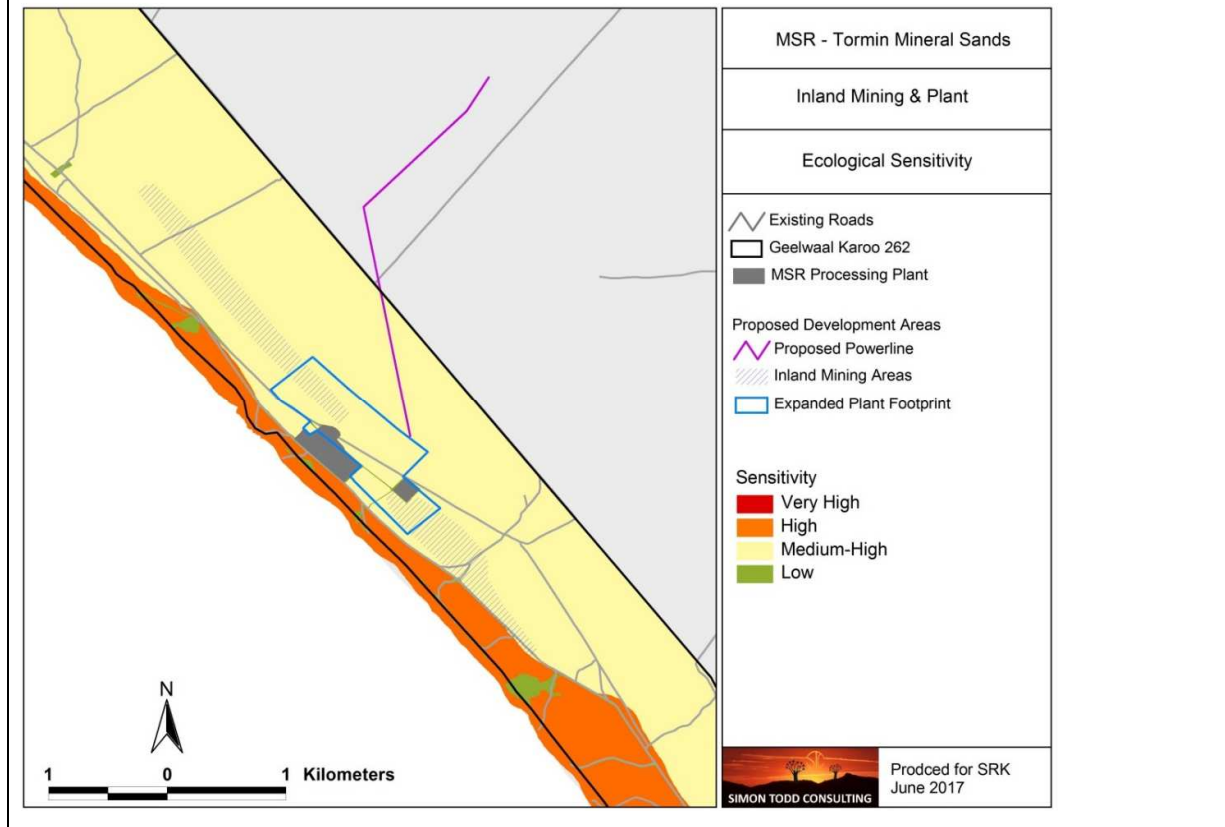 MSR - Tormin Mineral Sands
Inland Mining & Plant
Ecological Sensitivity
Existing Roads
Geelwaal Karoo 262
MSR Processing Plant
Proposed Development Areas
Proposed Powerline
Inland Mining Areas
Expanded Plant Footprint
Sensitivity
Very High
High
Medium-High
Low
N
1 0 1 Kilometers
SIMON TODD CONSULTING
Prodced for SRK
June 2017